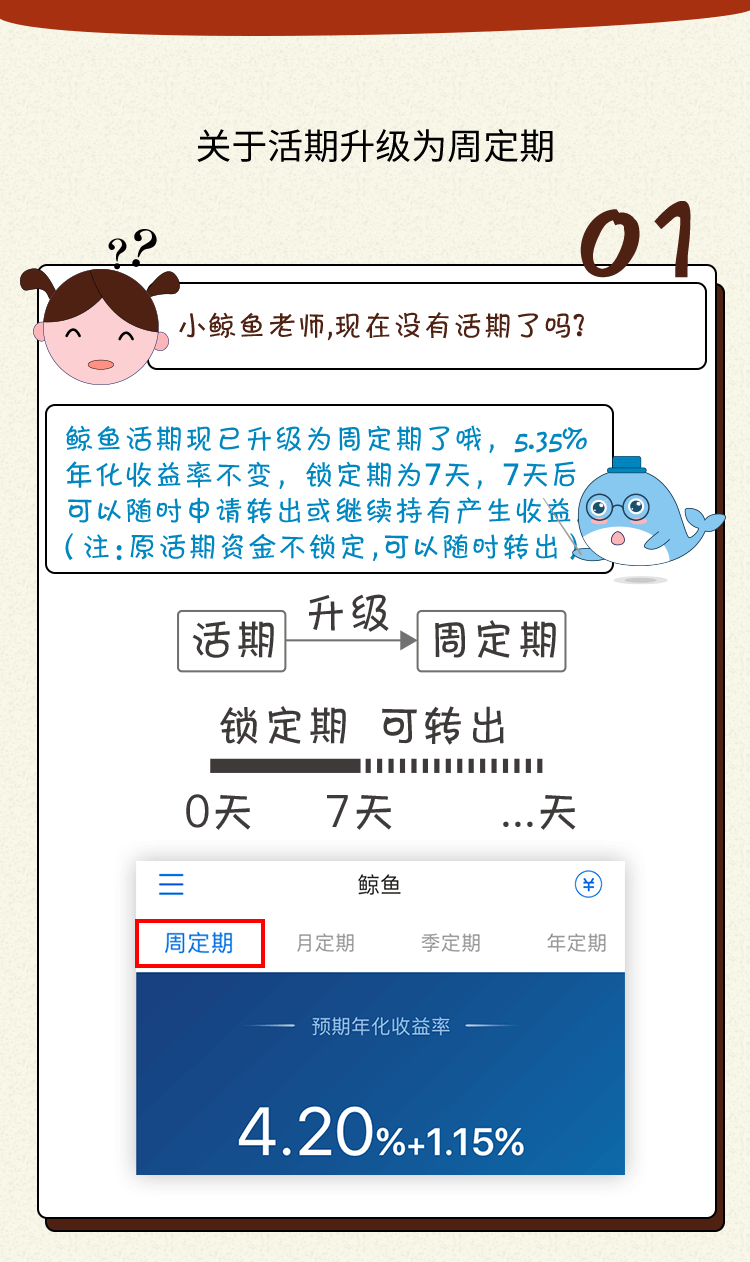 关于活期升级为周定期
01
??
小鲸鱼老师,现在没有活期了吗?
鲸鱼活期现已升级为周定期了哦，5.35%
年化收益率不变，锁定期为7天，7天后
可以随时申请转出或继续持有产生收益
(注:原活期资金不锁定,可以随时转出)
活期 升级 周定期
锁定期 可转出
0天 7天 ...天
鲸鱼 ¥
周定期 月定期 季定期 年定期
预期年化收益率
4.20%+1.15%